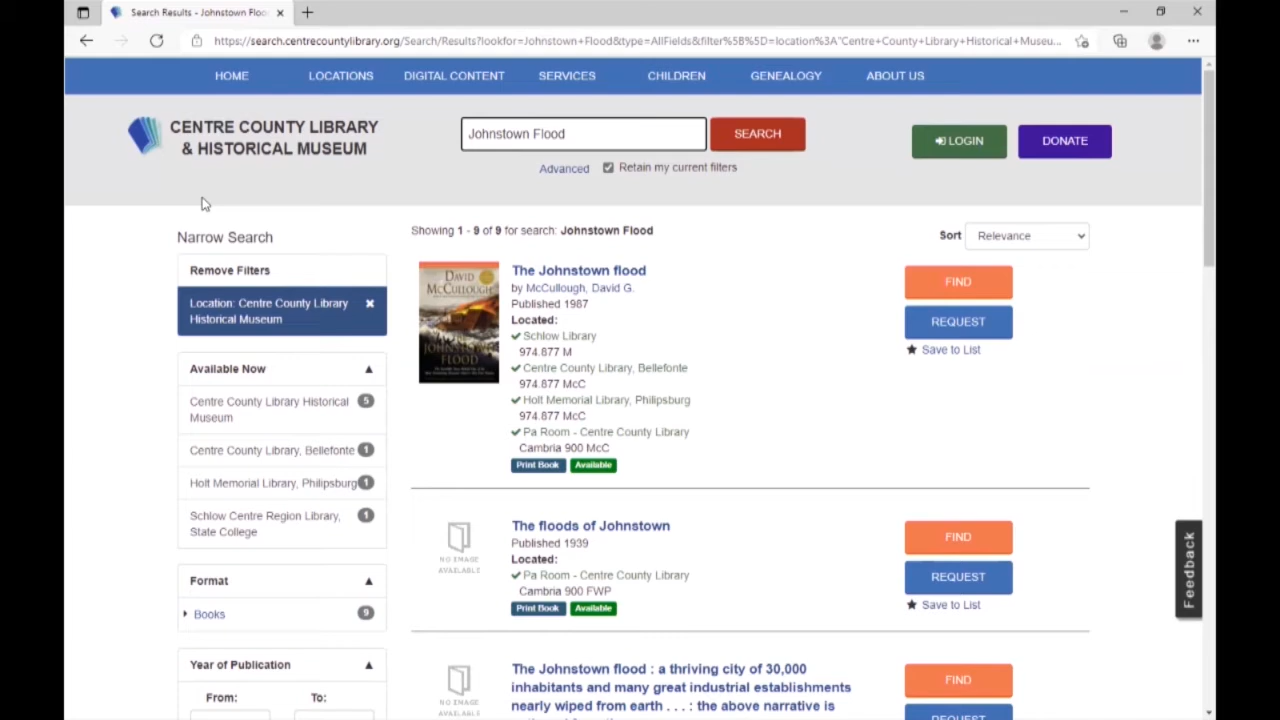 Search Results - Johnstown Floo
https://search.centrecountylibrary.org/Search/Results?lookfor=Johnstown+Flood&type=AllFields&filter%5B%5D=location%3A"Centre+County+Library+Historical+Museu...
HOME LOCATIONS DIGITAL CONTENT SERVICES CHILDREN GENEALOGY ABOUT US
CENTRE COUNTY LIBRARY
& HISTORICAL MUSEUM
Johnstown Flood SEARCH
LOGIN DONATE
Advanced Retain my current filters
Narrow Search
Remove Filters
Location: Centre County Library
Historical Museum
Available Now
Centre County Library Historical 5
Museum
Centre County Library, Bellefonte 1
Holt Memorial Library, Philipsburg 1
Schlow Centre Region Library, 1
State College
Format
Books 9
Year of Publication
From: To:
Showing 1 - 9 of 9 for search: Johnstown Flood
Sort Relevance
DAVID
McCULLOUGH
JOHNSTOWN
FLOOD
The Johnstown flood
by McCullough, David G.
Published 1987
Located:
Schlow Library
974.877 M
Centre County Library, Bellefonte
974.877 McC
Holt Memorial Library, Philipsburg
974.877 McC
Pa Room - Centre County Library
Cambria 900 McC
Print Book Available
FIND
REQUEST
Save to List
NO IMAGE
AVAILABLE
The floods of Johnstown
Published 1939
Located:
Pa Room - Centre County Library
Cambria 900 FWP
Print Book Available
FIND
REQUEST
Save to List
NO IMAGE
AVAILABLE
The Johnstown flood : a thriving city of 30,000
inhabitants and many great industrial establishments
nearly wiped from earth . . . : the above narrative is
FIND
REQUEST
Feedback